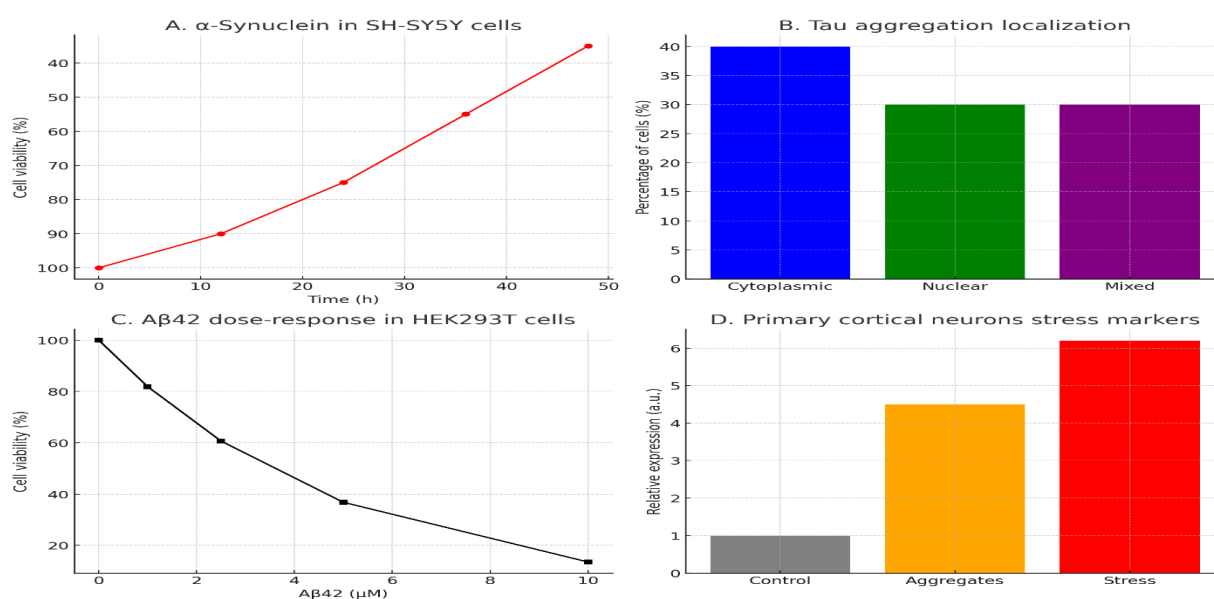 A. α-Synuclein in SH-SY5Y cells
Cell viability (%)
40
50
60
70
80
90
100
0
10
20
30
40
50
Time (h)
B. Tau aggregation localization
Percentage of cells (%)
40
35
30
25
20
15
10
5
0
Cytoplasmic
Nuclear
Mixed
C. Aβ42 dose-response in HEK293T cells
Cell viability (%)
100
80
60
40
20
0
2
4
6
8
10
Aβ42 (μM)
D. Primary cortical neurons stress markers
Relative expression (a.u.)
6
5
4
3
2
1
0
Control
Aggregates
Stress